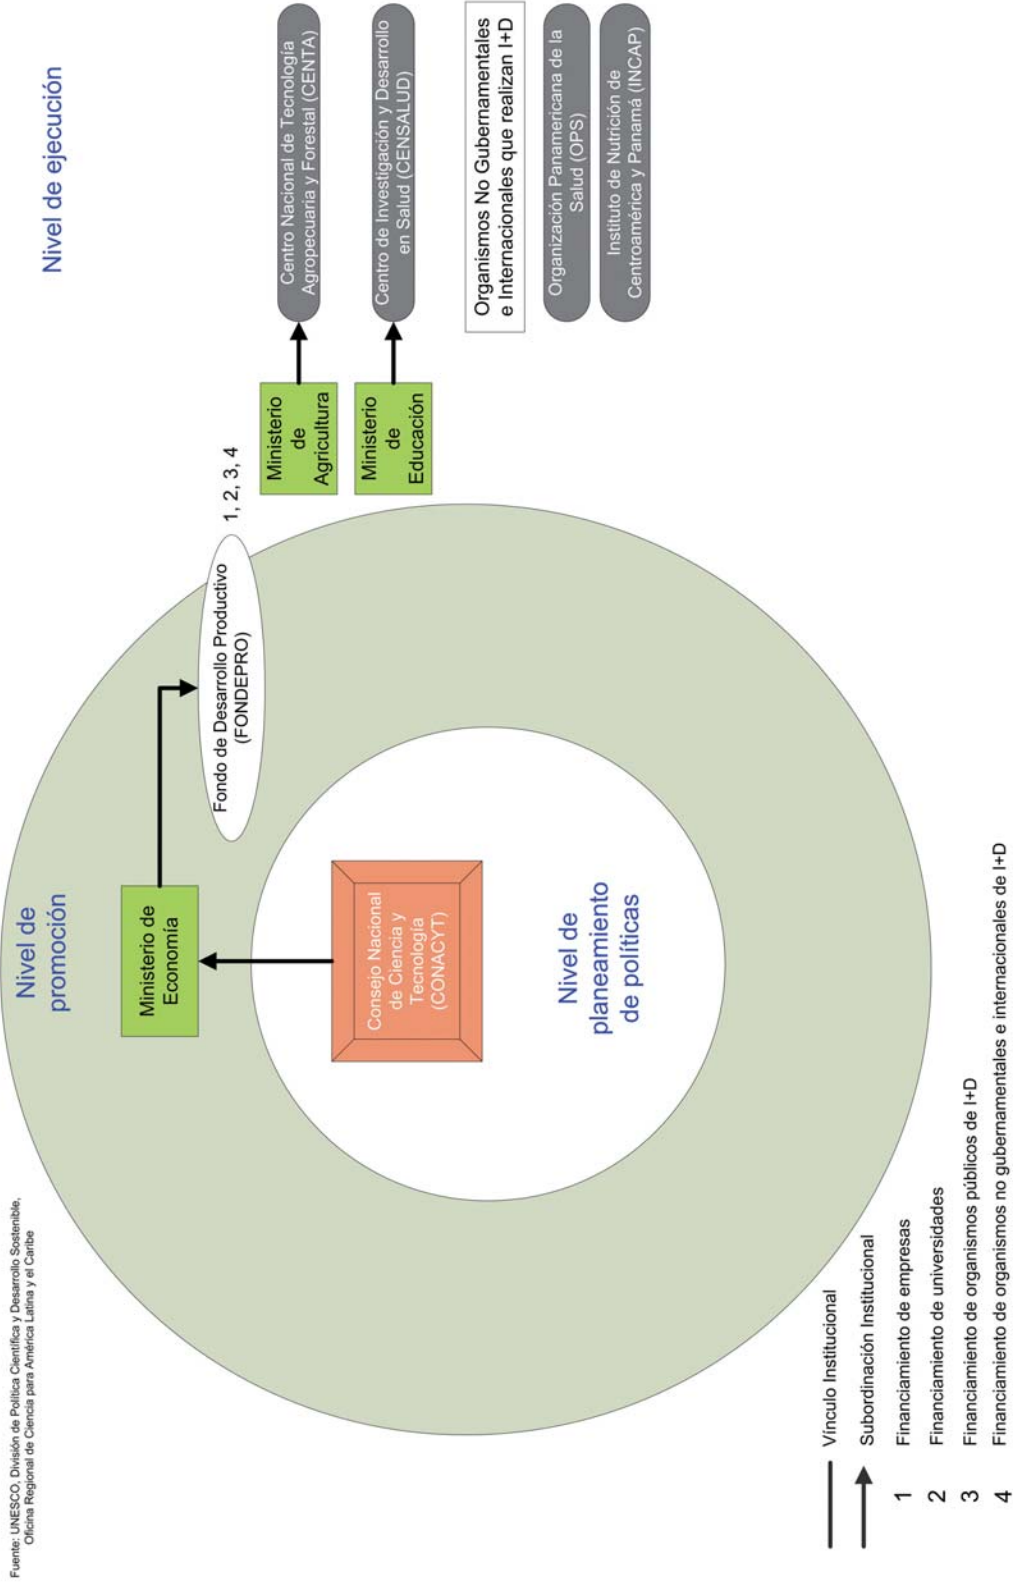 Fuente: UNESCO, División de Política Científica y Desarrollo Sostenible,
Oficina Regional de Ciencia para América Latina y el Caribe
Nivel de
promoción
Nivel de ejecución
Ministerio de
Economía
Fondo de Desarrollo Productivo
(FONDEPRO)
1, 2, 3, 4
Consejo Nacional
de Ciencia y
Tecnología
(CONACYT)
Nivel de
planeamiento
de políticas
Ministerio
de
Agricultura
Centro Nacional de Tecnología
Agropecuaria y Forestal (CENTA)
Ministerio
de
Educación
Centro de Investigación y Desarrollo
en Salud (CENSALUD)
Organismos No Gubernamentales
e Internacionales que realizan I+D
Organización Panamericana de la
Salud (OPS)
Instituto de Nutrición de
Centroamérica y Panamá (INCAP)
Vínculo Institucional
Subordinación Institucional
1 Financiamiento de empresas
2 Financiamiento de universidades
3 Financiamiento de organismos públicos de I+D
4 Financiamiento de organismos no gubernamentales e internacionales de I+D